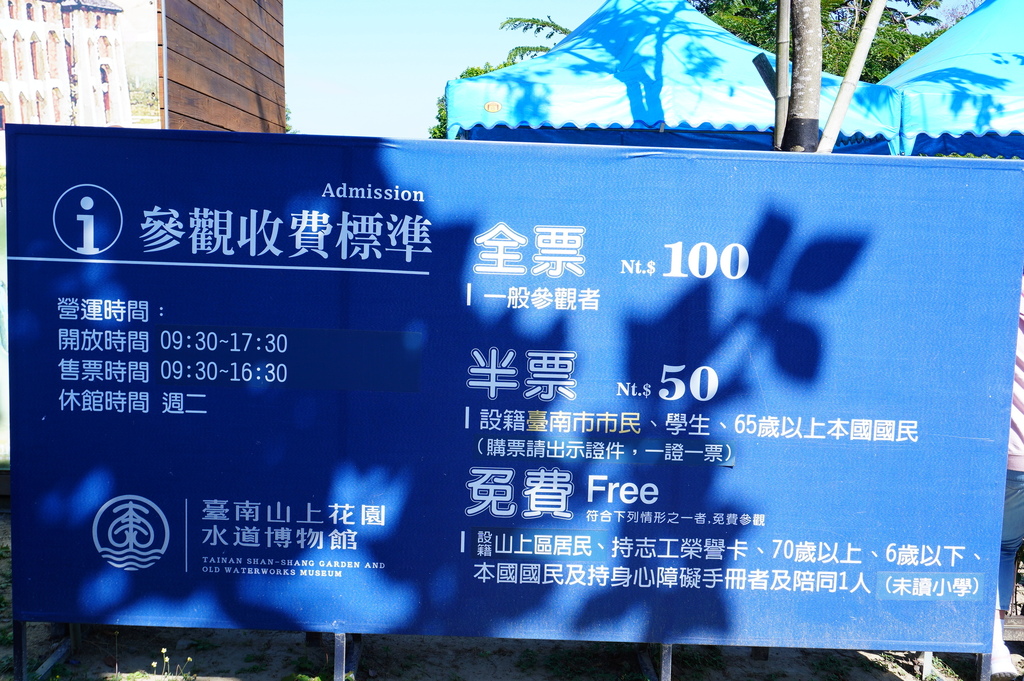 Admission
參觀收費標準
營運時間：
開放時間 09:30~17:30
售票時間 09:30~16:30
休館時間 週二
臺南山上花園
水道博物館
TAINAN SHAN-SHANG GARDEN AND
OLD WATERWORKS MUSEUM
全票 Nt.$ 100
一般參觀者
半票 Nt.$ 50
設籍臺南市市民、學生、65歲以上本國國民
（購票請出示證件，一證一票）
免費 Free
符合下列情形之一者,免費參觀
設籍山上區居民、持志工榮譽卡、70歲以上、6歲以下、
本國國民及持身心障礙手冊者及陪同1人（未讀小學）